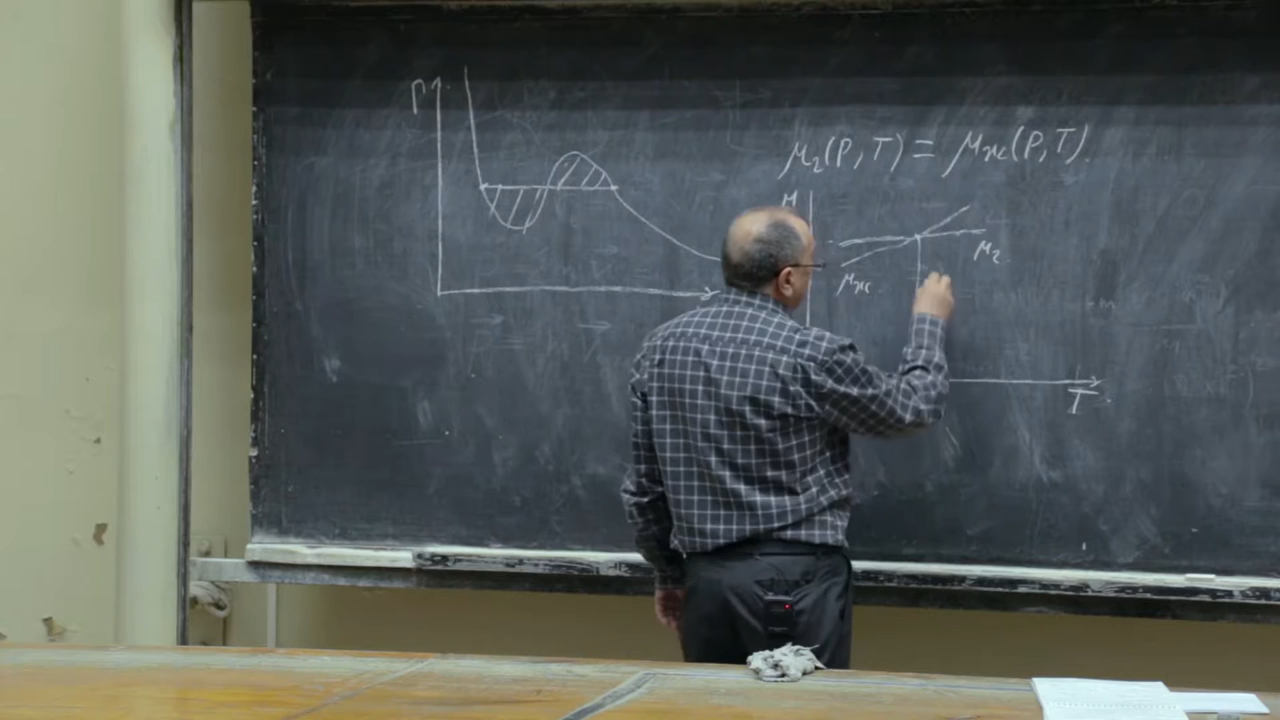 P
μг(P,T) = μж(P,T).
μ
μг.
μж.
T